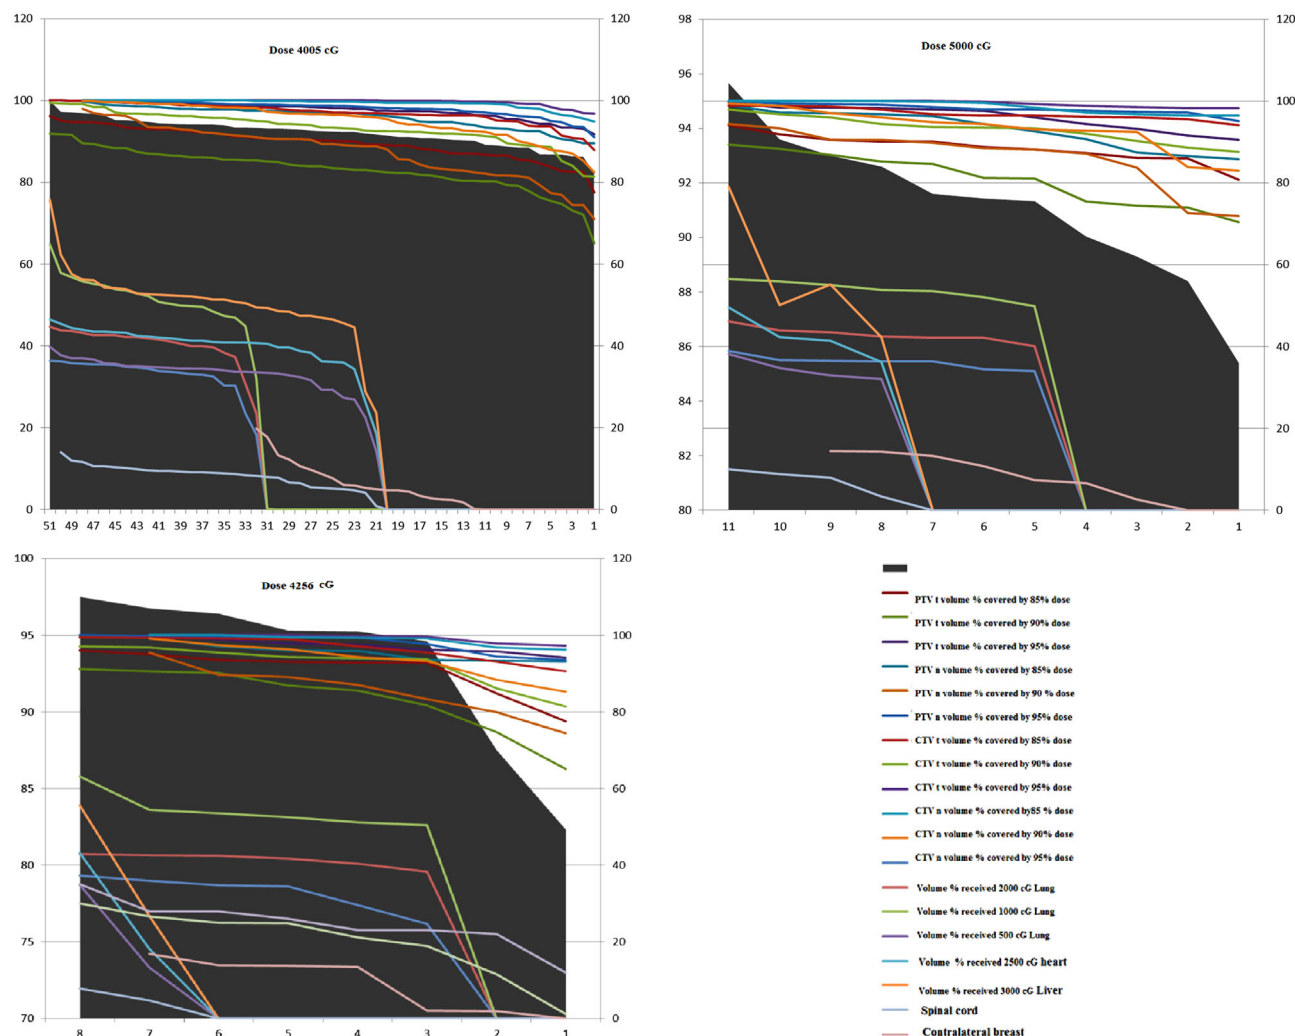 Dose 4005 cG
120 120
100 100
80 80
60 60
40 40
20 20
0 0
51 49 47 45 43 41 39 37 35 33 31 29 27 25 23 21 19 17 15 13 11 9 7 5 3 1
Dose 5000 cG
98 120
96 100
94
92 80
90 60
88
86 40
84
82 20
80 0
11 10 9 8 7 6 5 4 3 2 1
Dose 4256 cG
100 120
95 100
90 80
85 60
80 40
75 20
70 0
8 7 6 5 4 3 2 1
PTV t volume % covered by 85% dose
PTV t volume % covered by 90% dose
PTV t volume % covered by 95% dose
PTV n volume % covered by 85% dose
PTV n volume % covered by 90 % dose
PTV n volume % covered by 95% dose
CTV t volume % covered by 85% dose
CTV t volume % covered by 90% dose
CTV t volume % covered by 95% dose
CTV n volume % covered by85 % dose
CTV n volume % covered by 90% dose
CTV n volume % covered by 95% dose
Volume % received 2000 cG Lung
Volume % received 1000 cG Lung
Volume % received 500 cG Lung
Volume % received 2500 cG heart
Volume % received 3000 cG Liver
Spinal cord
Contralateral breast